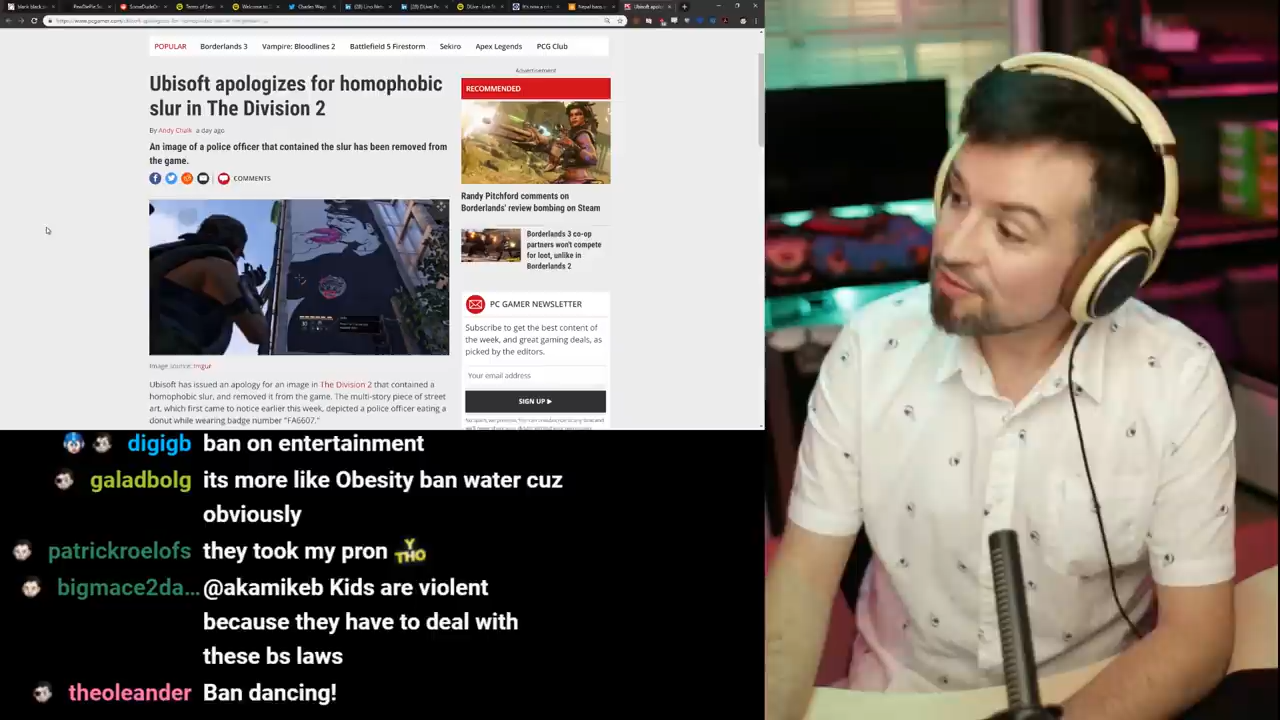 POPULAR Borderlands 3 Vampire: Bloodlines 2 Battlefield 5 Firestorm Sekiro Apex Legends PCG Club
Ubisoft apologizes for homophobic
slur in The Division 2
By Andy Chalk a day ago
An image of a police officer that contained the slur has been removed from
the game.
COMMENTS
Image source: Imgur
Ubisoft has issued an apology for an image in The Division 2 that contained a
homophobic slur, and removed it from the game. The multi-story piece of street
art, which first came to notice earlier this week, depicted a police officer eating a
donut while wearing badge number "FA6607."
Advertisement
RECOMMENDED
Randy Pitchford comments on
Borderlands' review bombing on Steam
Borderlands 3 co-op
partners won't compete
for loot, unlike in
Borderlands 2
PC GAMER NEWSLETTER
Subscribe to get the best content of
the week, and great gaming deals, as
picked by the editors.
Your email address
SIGN UP
digigb ban on entertainment
galadbolg its more like Obesity ban water cuz
obviously
patrickroelofs they took my pron Y THO
bigmace2da... @akamikeb Kids are violent
because they have to deal with
these bs laws
theoleander Ban dancing!